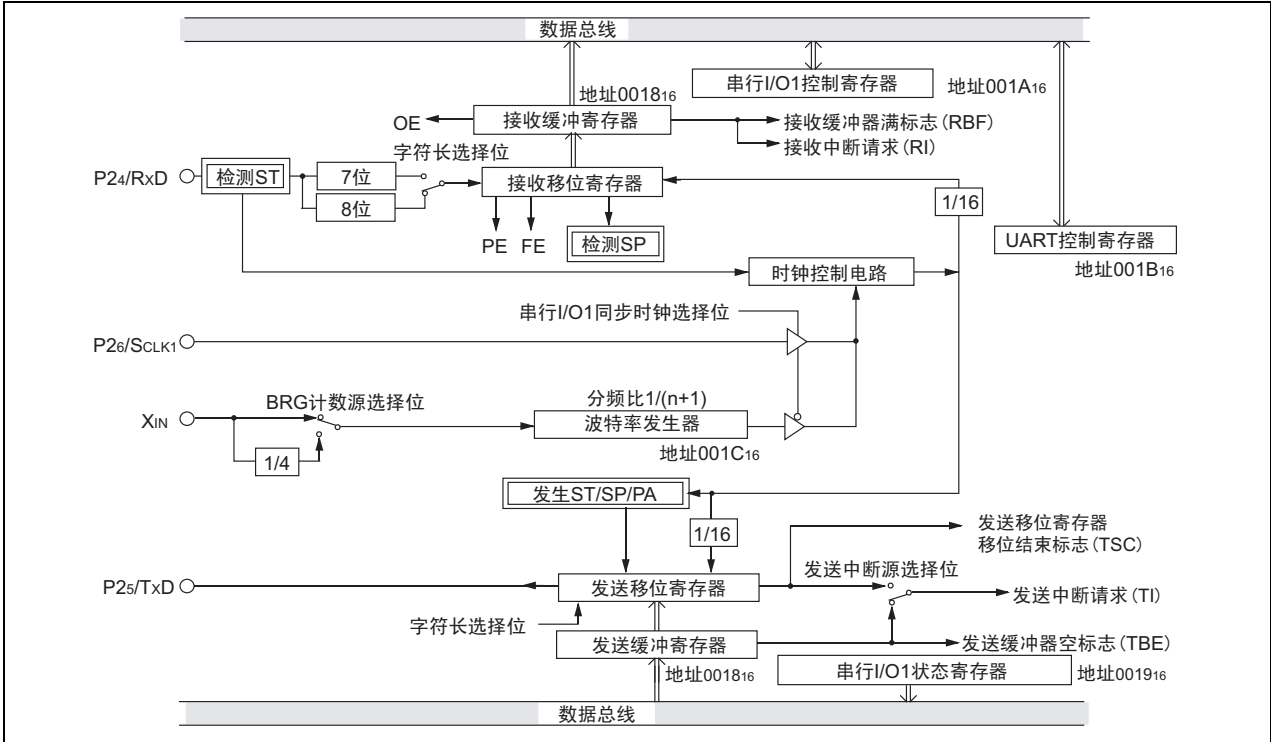 数据总线
串行I/O1控制寄存器
地址001A16
地址001816
接收缓冲寄存器
OE
接收缓冲器满标志(RBF)
接收中断请求(RI)
字符长选择位
P24/RXD
检测ST
7位
8位
接收移位寄存器
1/16
PE
FE
检测SP
UART控制寄存器
地址001B16
时钟控制电路
串行I/O1同步时钟选择位
P26/SCLK1
XIN
BRG计数源选择位
1/4
分频比1/(n+1)
波特率发生器
地址001C16
发生ST/SP/PA
1/16
发送移位寄存器
移位结束标志(TSC)
P25/TXD
发送移位寄存器
发送中断源选择位
发送中断请求(TI)
字符长选择位
发送缓冲寄存器
发送缓冲器空标志(TBE)
地址001816
串行I/O1状态寄存器
地址001916
数据总线